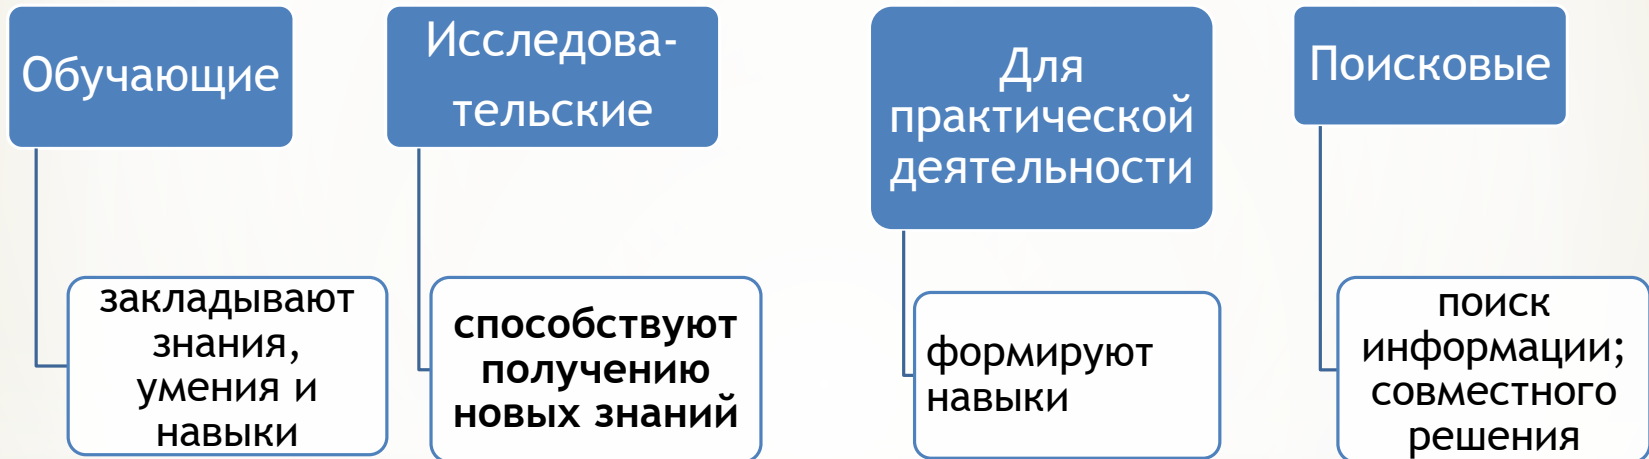 Обучающие
закладывают
знания,
умения и
навыки
Исследова-
тельские
способствуют
получению
новых знаний
Для
практической
деятельности
формируют
навыки
Поисковые
поиск
информации;
совместного
решения